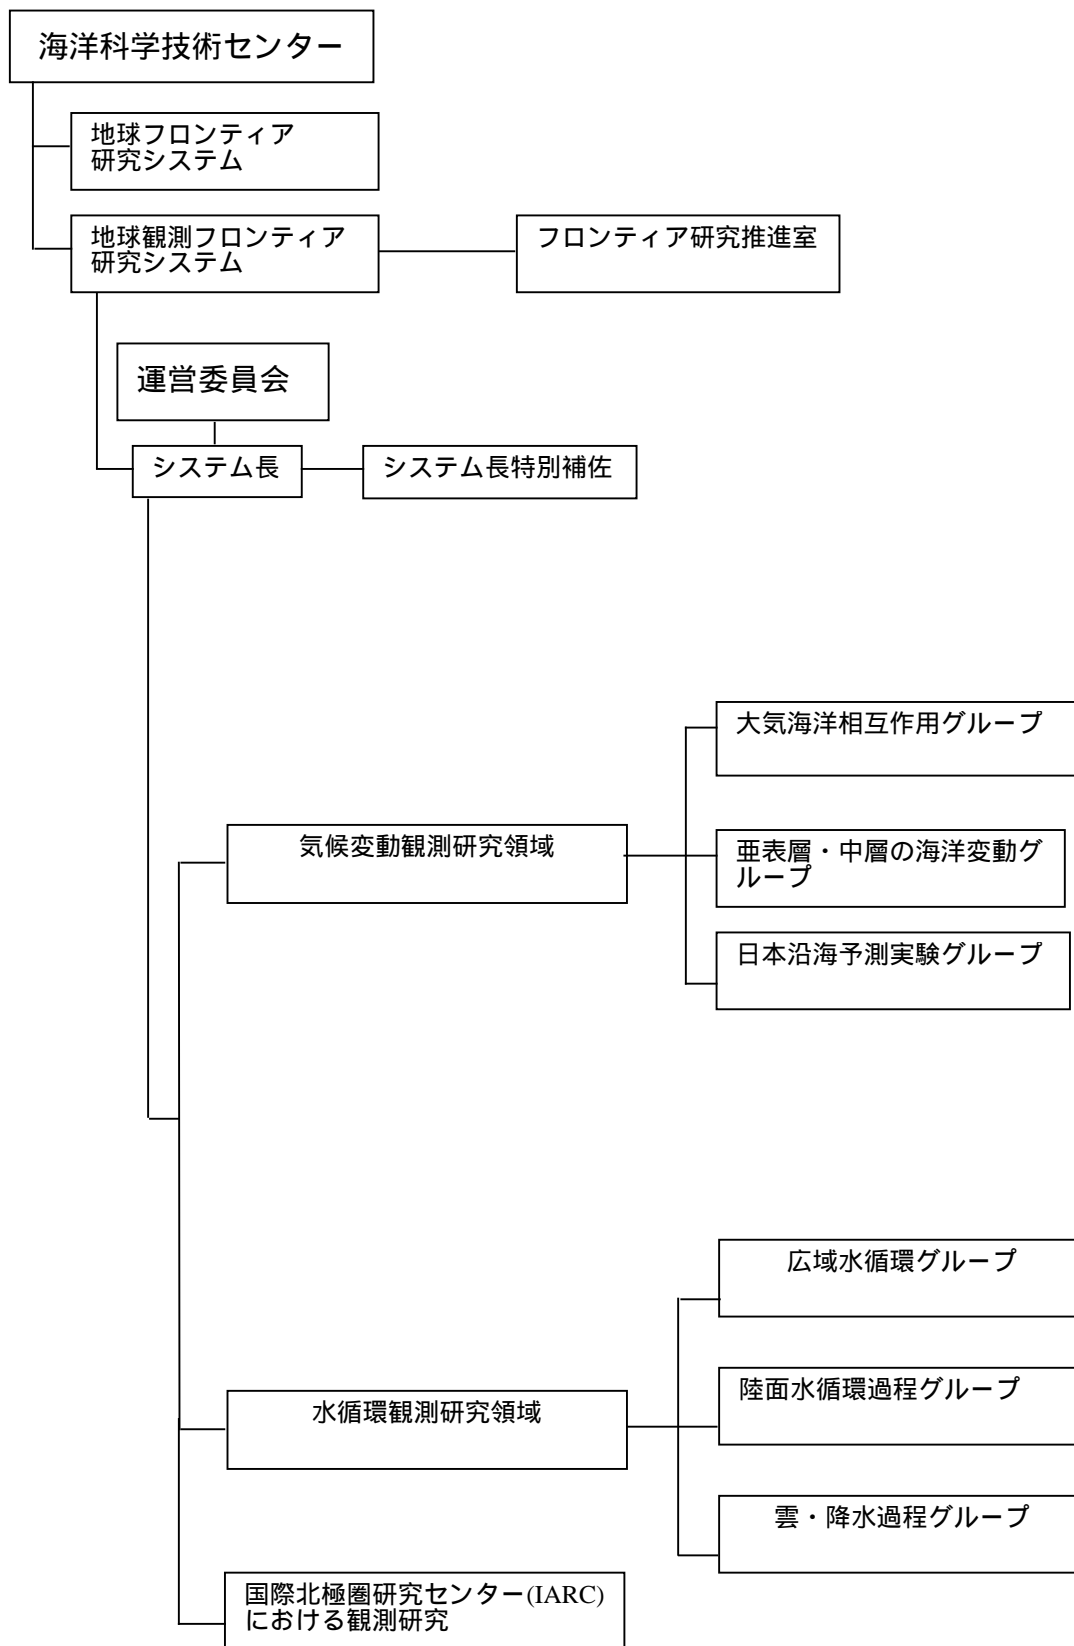 海洋科学技術センター
地球フロンティア
研究システム
地球観測フロンティア
研究システム
フロンティア研究推進室
運営委員会
システム長
システム長特別補佐
大気海洋相互作用グループ
気候変動観測研究領域
亜表層・中層の海洋変動グ
ループ
日本沿海予測実験グループ
広域水循環グループ
陸面水循環過程グループ
水循環観測研究領域
雲・降水過程グループ
国際北極圏研究センター(IARC)
における観測研究